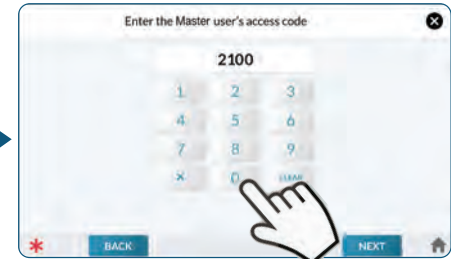 Enter the Master user's access code
2100
1 2 3
4 5 6
7 8 9
* 0 CLEAR
* BACK NEXT